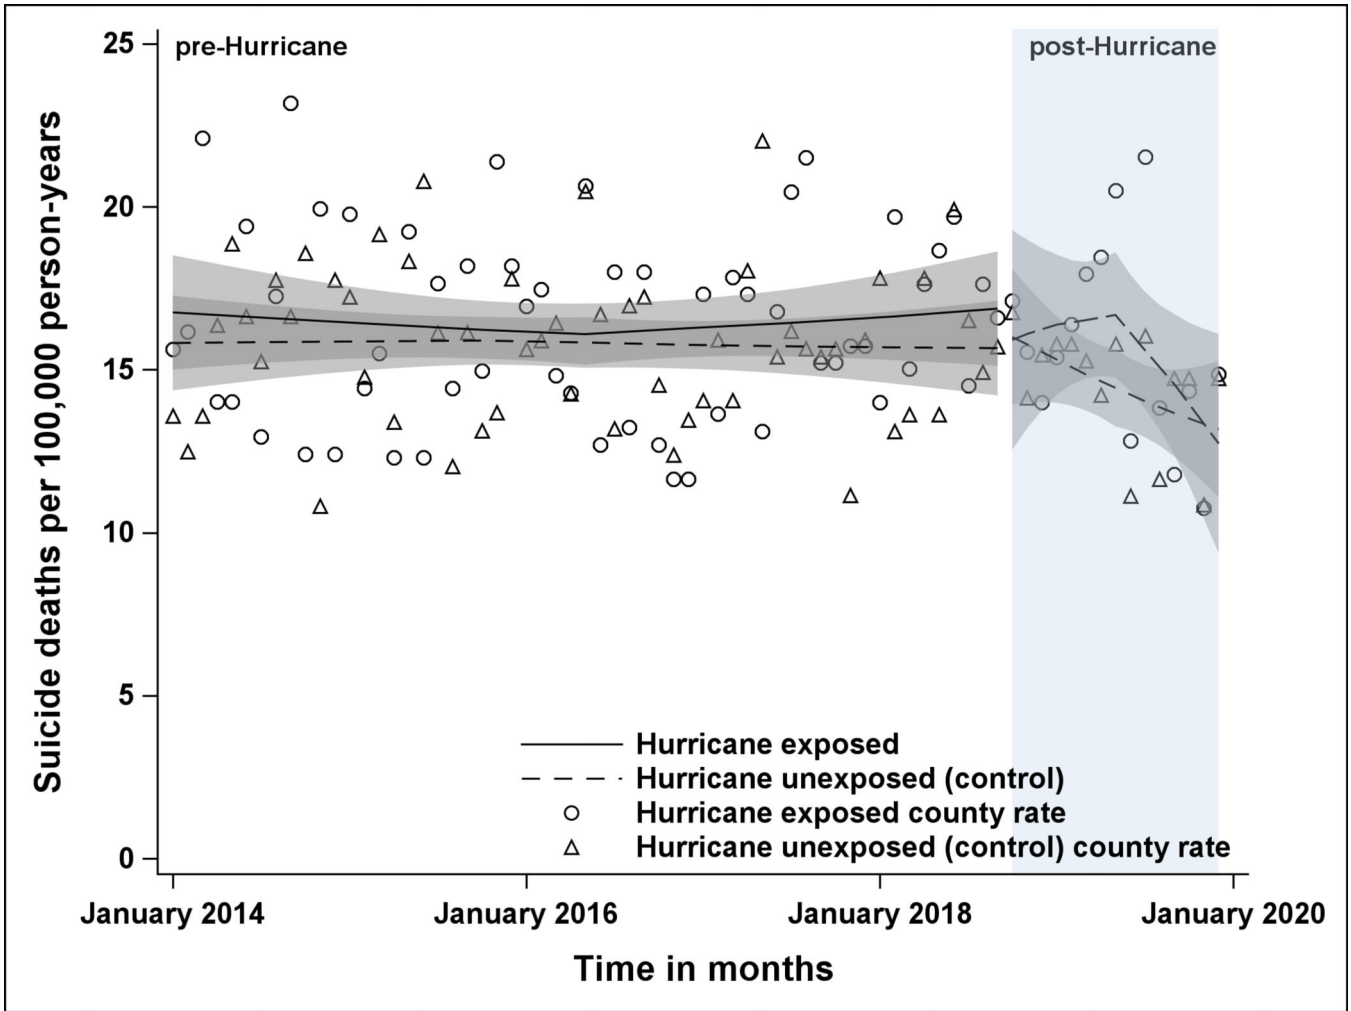 pre-Hurricane
post-Hurricane
25
20
15
10
5
0
Suicide deaths per 100,000 person-years
Hurricane exposed
Hurricane unexposed (control)
Hurricane exposed county rate
Hurricane unexposed (control) county rate
January 2014
January 2016
January 2018
January 2020
Time in months